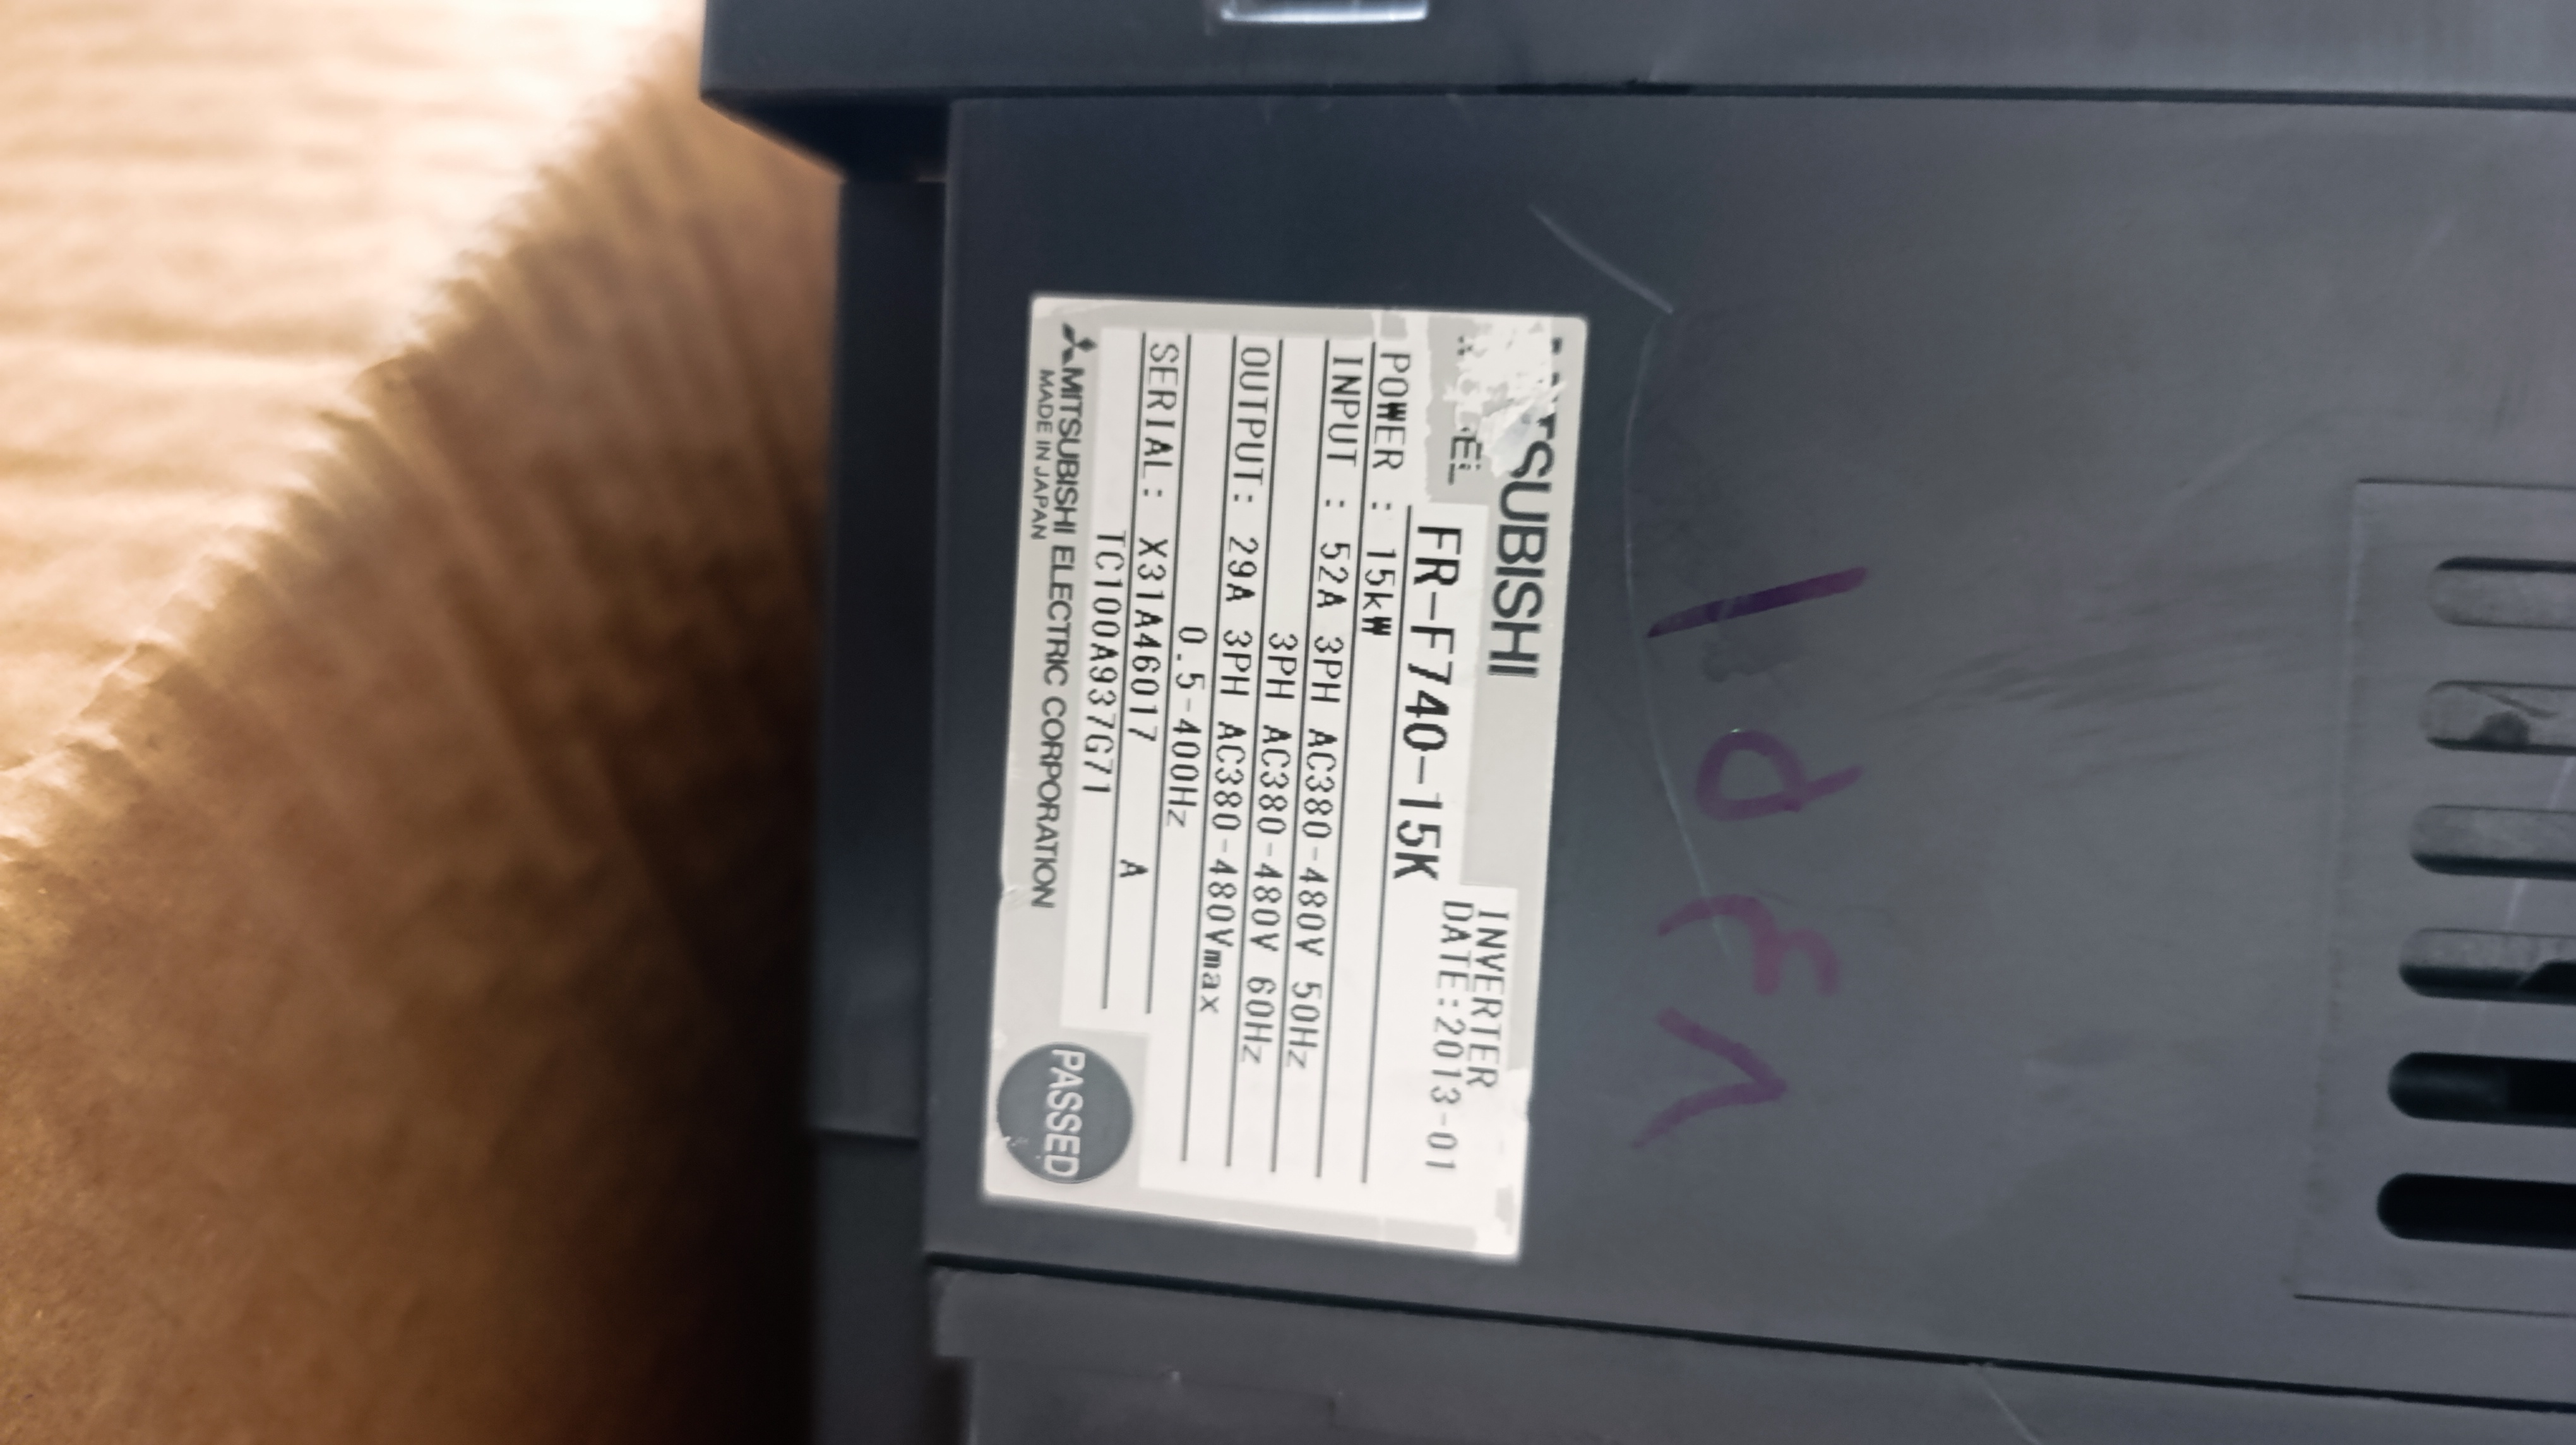 MITSUBISHI
INVERTER
MODEL FR-F740-15K DATE:2013-01
POWER : 15kW
INPUT : 52A 3PH AC380-480V 50Hz
3PH AC380-480V 60Hz
OUTPUT: 29A 3PH AC380-480Vmax
0.5-400Hz
SERIAL: X31A46017 A
TC100A937G71
MITSUBISHI ELECTRIC CORPORATION
MADE IN JAPAN
PASSED